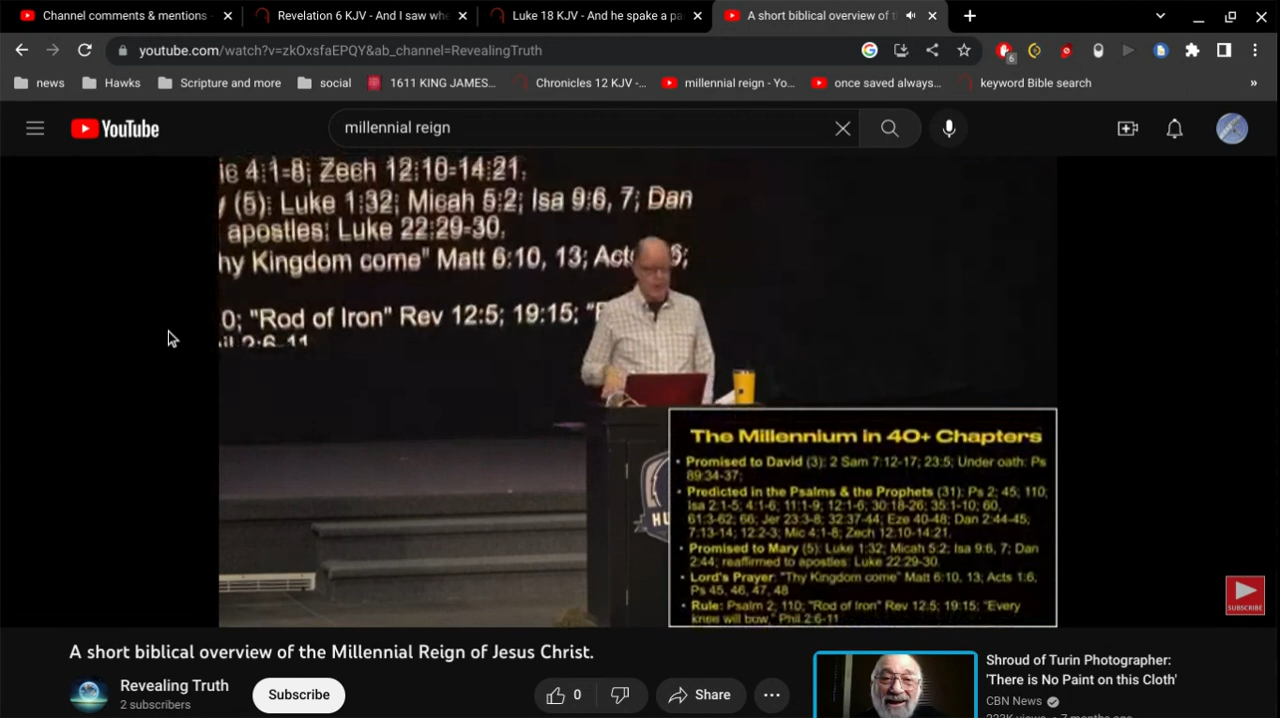 Channel comments & mentions -
Revelation 6 KJV - And I saw whe
Luke 18 KJV - And he spake a pa
A short biblical overview of t
youtube.com/watch?v=zkOxsfaEPQY&ab_channel=RevealingTruth
6
news
Hawks
Scripture and more
social
1611 KING JAMES...
Chronicles 12 KJV -...
millennial reign - Yo...
once saved always...
keyword Bible search
»
YouTube
millennial reign
ic 4:1-8; Zech 12:10-14:21.
(5): Luke 1:32; Micah 5:2; Isa 9:6, 7; Dan
apostles: Luke 22:29-30.
hy Kingdom come" Matt 6:10, 13; Acts 6;
0; "Rod of Iron" Rev 12:5; 19:15; "E
il 2:6-11
HU
The Millennium in 40+ Chapters
• Promised to David (3): 2 Sam 7:12-17; 23:5; Under oath: Ps
89:34-37;
• Predicted in the Psalms & the Prophets (31): Ps 2; 45; 110;
Isa 2:1-5; 4:1-6; 11:1-9; 12:1-6; 30:18-26; 35:1-10; 60,
61:3-62; 66; Jer 23:3-8; 32:37-44; Eze 40-48; Dan 2:44-45;
7:13-14; 12:2-3; Mic 4:1-8; Zech 12:10-14:21.
• Promised to Mary (5): Luke 1:32; Micah 5:2; Isa 9:6, 7; Dan
2:44; reaffirmed to apostles: Luke 22:29-30.
• Lord's Prayer: "Thy Kingdom come" Matt 6:10, 13; Acts 1:6,
Ps 45, 46, 47, 48
• Rule: Psalm 2; 110; "Rod of Iron" Rev 12:5; 19:15; "Every
knee will bow," Phil 2:6-11
SUBSCRIBE
A short biblical overview of the Millennial Reign of Jesus Christ.
Revealing Truth
2 subscribers
Subscribe
0
Share
Shroud of Turin Photographer:
'There is No Paint on this Cloth'
CBN News